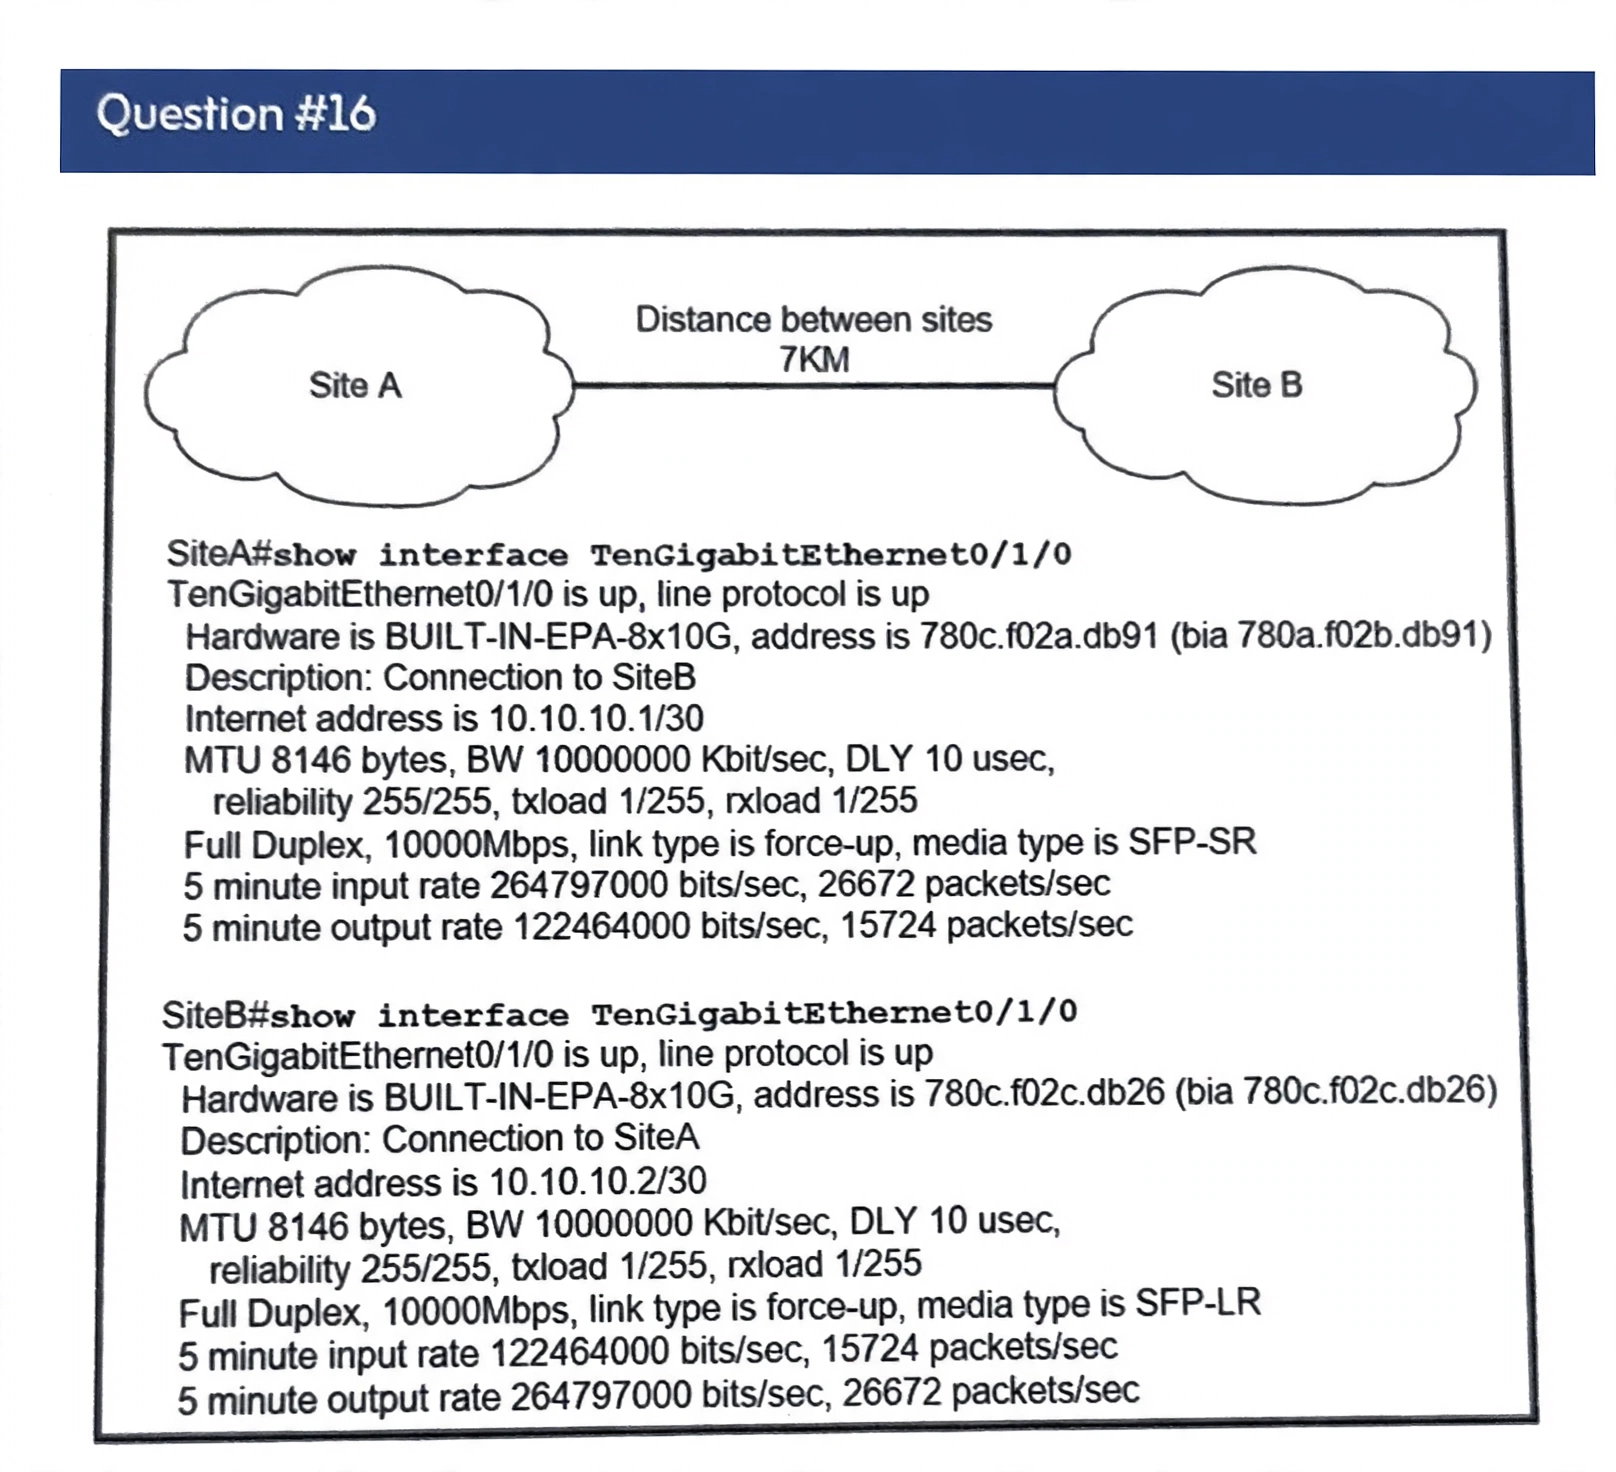 Question #16
Distance between sites
7KM
Site A
Site B
SiteA#show interface TenGigabitEthernet0/1/0
TenGigabitEthernet0/1/0 is up, line protocol is up
Hardware is BUILT-IN-EPA-8x10G, address is 780c.f02a.db91 (bia 780a.f02b.db91)
Description: Connection to SiteB
Internet address is 10.10.10.1/30
MTU 8146 bytes, BW 10000000 Kbit/sec, DLY 10 usec,
reliability 255/255, txload 1/255, rxload 1/255
Full Duplex, 10000Mbps, link type is force-up, media type is SFP-SR
5 minute input rate 264797000 bits/sec, 26672 packets/sec
5 minute output rate 122464000 bits/sec, 15724 packets/sec
SiteB#show interface TenGigabitEthernet0/1/0
TenGigabitEthernet0/1/0 is up, line protocol is up
Hardware is BUILT-IN-EPA-8x10G, address is 780c.f02c.db26 (bia 780c.f02c.db26)
Description: Connection to SiteA
Internet address is 10.10.10.2/30
MTU 8146 bytes, BW 10000000 Kbit/sec, DLY 10 usec,
reliability 255/255, txload 1/255, rxload 1/255
Full Duplex, 10000Mbps, link type is force-up, media type is SFP-LR
5 minute input rate 122464000 bits/sec, 15724 packets/sec
5 minute output rate 264797000 bits/sec, 26672 packets/sec